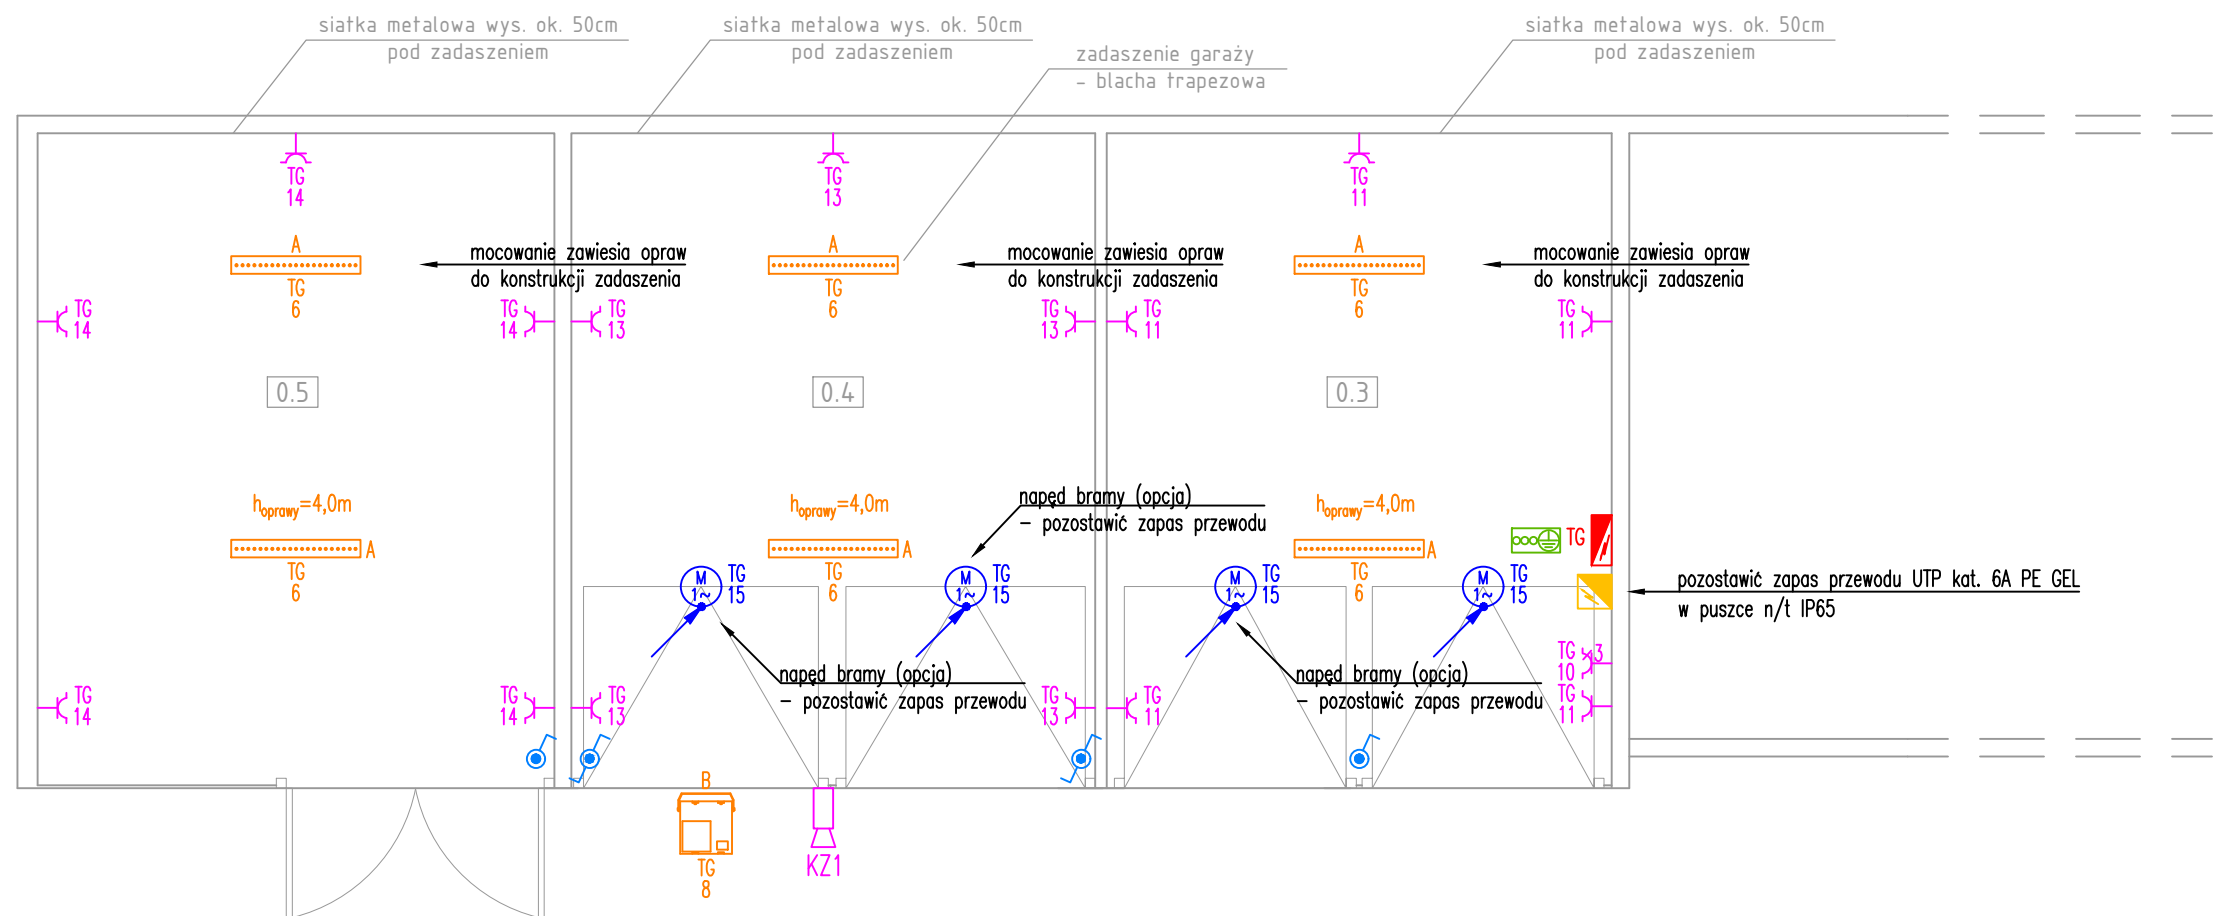 siatka metalowa wys. ok. 50cm
pod zadaszeniem
siatka metalowa wys. ok. 50cm
pod zadaszeniem
zadaszenie garaży
- blacha trapezowa
siatka metalowa wys. ok. 50cm
pod zadaszeniem
TG
14
TG
13
TG
11
A
TG
6
mocowanie zawiesia opraw
do konstrukcji zadaszenia
A
TG
6
mocowanie zawiesia opraw
do konstrukcji zadaszenia
A
TG
6
mocowanie zawiesia opraw
do konstrukcji zadaszenia
TG
14
TG
14
TG
13
TG
13
TG
11
TG
11
0.5
0.4
0.3
hoprawy=4,0m
A
TG
6
hoprawy=4,0m
A
TG
6
hoprawy=4,0m
A
TG
6
napęd bramy (opcja)
- pozostawić zapas przewodu
TG
M
1~
TG
15
M
1~
TG
15
M
1~
TG
15
M
1~
TG
15
pozostawić zapas przewodu UTP kat. 6A PE GEL
w puszce n/t IP65
napęd bramy (opcja)
- pozostawić zapas przewodu
napęd bramy (opcja)
- pozostawić zapas przewodu
TG x3
10
TG
11
TG
14
TG
14
TG
13
TG
13
TG
11
B
TG
8
KZ1